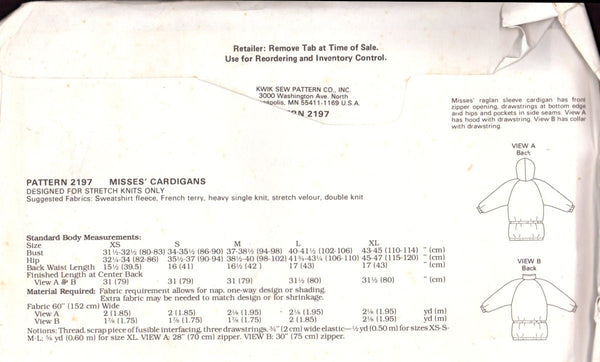 Retailer: Remove Tab at Time of Sale.
Use for Reordering and Inventory Control.
KWIK SEW PATTERN CO., INC.
3000 Washington Ave. North
MN 55411-1169 U.S.A.
2197
Misses' raglan sleeve cardigan has front
zipper opening, drawstrings at bottom edge
and hips and pockets in side seams. View A
has hood with drawstring. View B has collar
with drawstring.
VIEW A
Back
VIEW B
Back
PATTERN 2197 MISSES' CARDIGANS
DESIGNED FOR STRETCH KNITS ONLY
Suggested Fabrics: Sweatshirt fleece, French terry, heavy single knit, stretch velour, double knit
Standard Body Measurements:
Size XS S M L XL
Bust 31½-32½ (80-83) 34-35½ (86-90) 37-38½ (94-98) 40-41½ (102-106) 43-45 (110-114) " (cm)
Hip 32¼-34 (82-86) 35½-37 (90-94) 38½-40 (98-102) 41¾-43¼ (106-110) 45-47 (115-120) " (cm)
Back Waist Length 15½ (39.5) 16 (41) 16½ (42) 17 (43) 17 (43) " (cm)
Finished Length at Center Back
View A & B 31 (79) 31 (79) 31 (79) 31½ (80) 31½ (80) " (cm)
Material Required: Fabric requirement allows for nap, one-way design or shading.
Extra fabric may be needed to match design or for shrinkage.
Fabric 60" (152 cm) Wide
View A 2 (1.85) 2 (1.85) 2⅛ (1.95) 2⅛ (1.95) 2⅛ (1.95) yd (m)
View B 1⅞ (1.75) 1⅞ (1.75) 2 (1.85) 2 (1.85) 2 (1.85) yd (m)
Notions: Thread, scrap piece of fusible interfacing, three drawstrings, ¾" (2 cm) wide elastic—½ yd (0.50 m) for sizes XS-S-
M-L; ⅝ yd (0.60 m) for size XL. VIEW A: 28" (70 cm) zipper. VIEW B: 30" (75 cm) zipper.